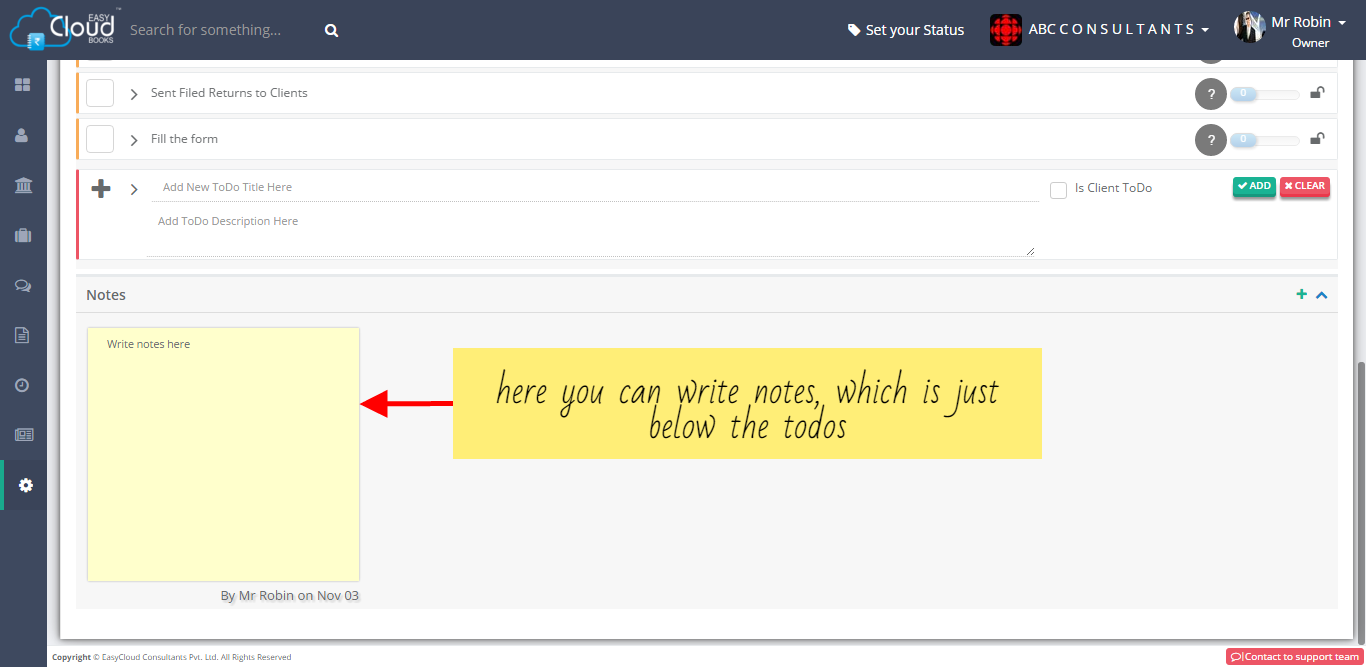 EASY
Cloud
BOOKS
™
Search for something...
Set your Status
ABCCONSULTANTS
Mr Robin
Owner
Sent Filed Returns to Clients
?
0
Fill the form
?
0
Add New ToDo Title Here
Is Client ToDo
ADD
CLEAR
Add ToDo Description Here
Notes
Write notes here
here you can write notes, which is just
below the todos
By Mr Robin on Nov 03
Copyright © EasyCloud Consultants Pvt. Ltd. All Rights Reserved
|Contact to support team